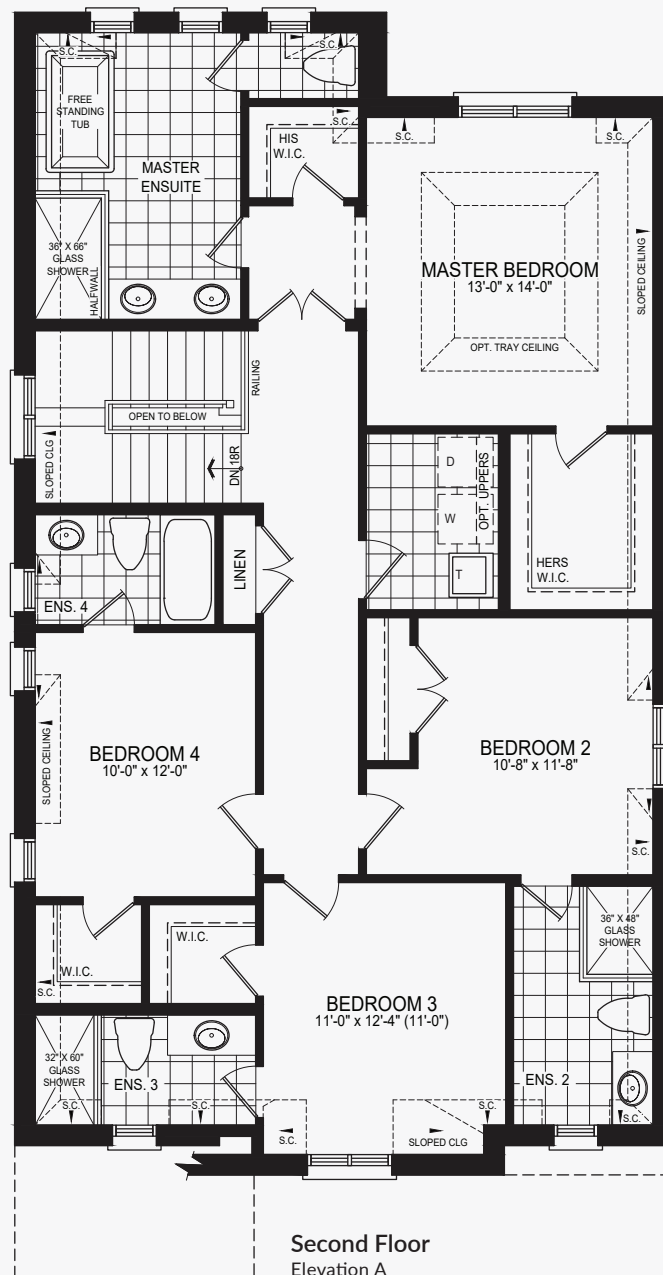 S.C.
S.C.
FREE
STANDING
TUB
MASTER
ENSUITE
HIS
W.I.C.
S.C.
S.C.
S.C.
36" X 66"
GLASS
SHOWER
HALFWALL
MASTER BEDROOM
13'-0" x 14'-0"
SLOPED CEILING
OPT. TRAY CEILING
RAILING
OPEN TO BELOW
SLOPED CLG
DN 18R
D
W
OPT. UPPERS
T
HERS
W.I.C.
LINEN
ENS. 4
BEDROOM 4
10'-0" x 12'-0"
SLOPED CEILING
BEDROOM 2
10'-8" x 11'-8"
S.C.
W.I.C.
S.C.
W.I.C.
36" X 48"
GLASS
SHOWER
BEDROOM 3
11'-0" x 12'-4" (11'-0")
32" X 60"
GLASS
SHOWER
ENS. 3
ENS. 2
S.C.
S.C.
S.C.
SLOPED CLG
S.C.
S.C.
Second Floor
Elevation A